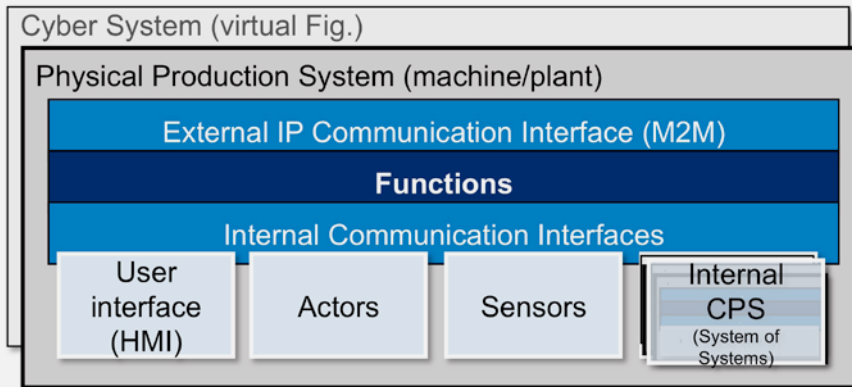 Cyber System (virtual Fig.)
Physical Production System (machine/plant)
External IP Communication Interface (M2M)
Functions
Internal Communication Interfaces
User
interface
(HMI)
Actors
Sensors
Internal
CPS
(System of
Systems)